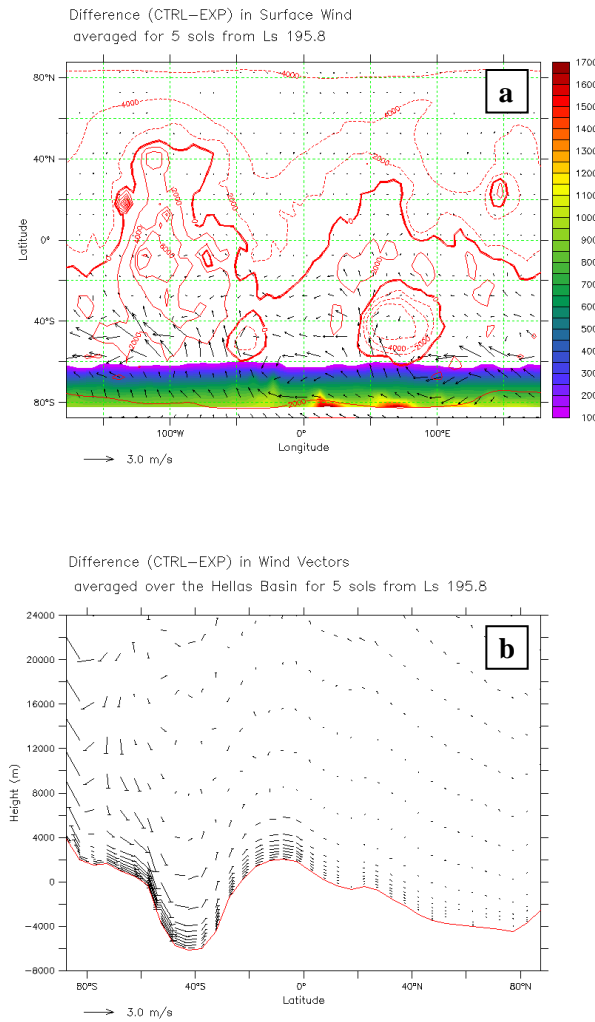 Difference (CTRL-EXP) in Surface Wind
averaged for 5 sols from Ls 195.8
a
80°N
40°N
0°
40°S
80°S
Latitude
100°W
0°
100°E
Longitude
3.0 m/s
1700
1600
1500
1400
1300
1200
1100
1000
900
800
700
600
500
400
300
200
100
Difference (CTRL-EXP) in Wind Vectors
averaged over the Hellas Basin for 5 sols from Ls 195.8
b
24000
20000
16000
12000
8000
4000
0
-4000
-8000
Height (m)
80°S
40°S
0°
40°N
80°N
Latitude
3.0 m/s